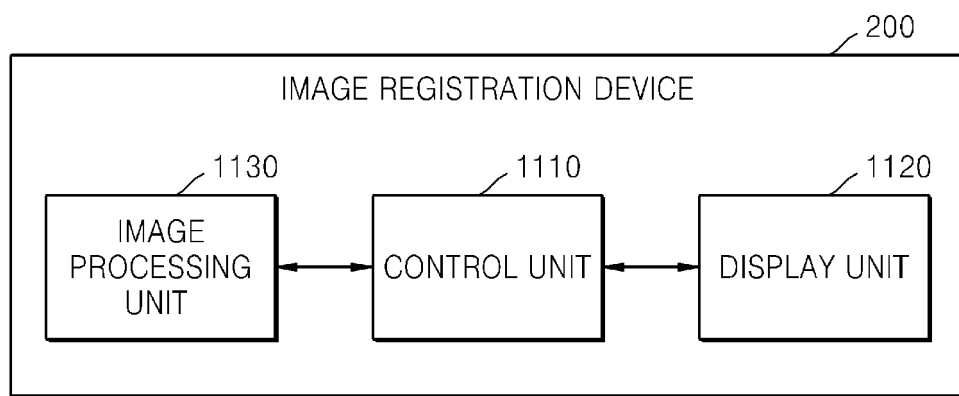 200
IMAGE REGISTRATION DEVICE
1130
1110
1120
IMAGE
PROCESSING
UNIT
CONTROL UNIT
DISPLAY UNIT